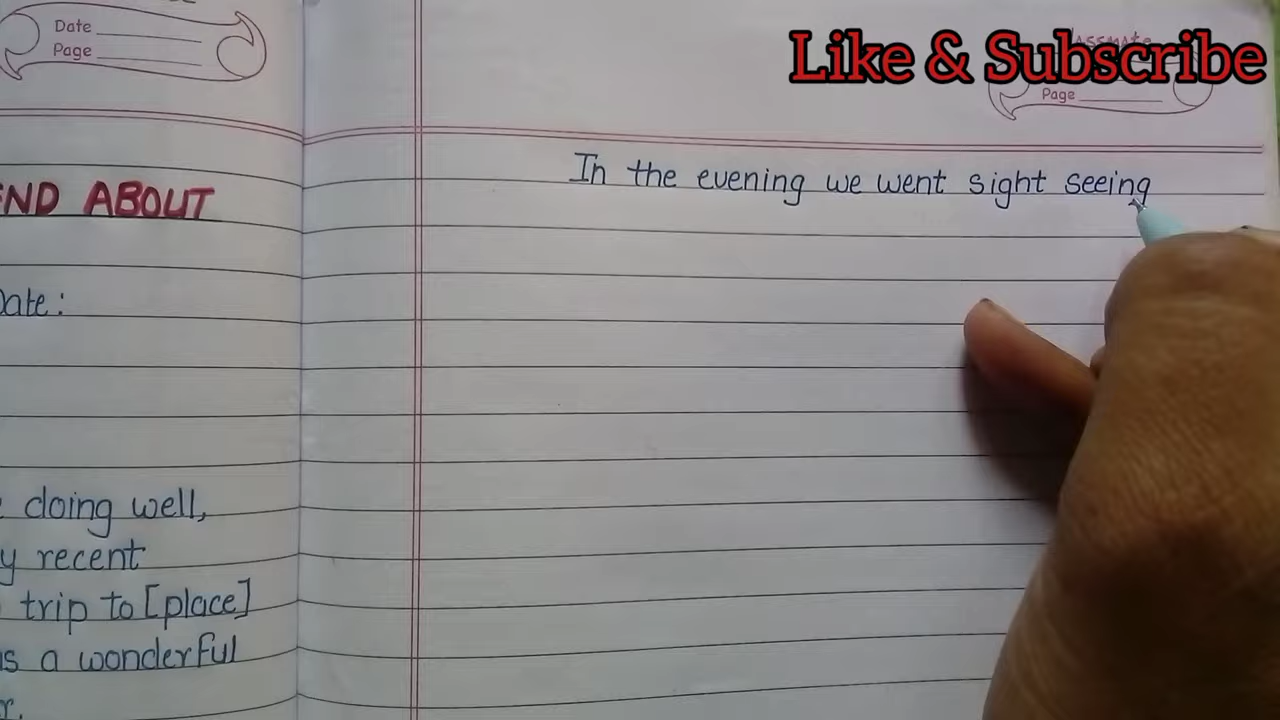 Date
Page
END ABOUT
Date:
doing well,
y recent
trip to [place]
s a wonderful
r.
Like & Subscribe
classmate
Page
In the evening we went sight seeing